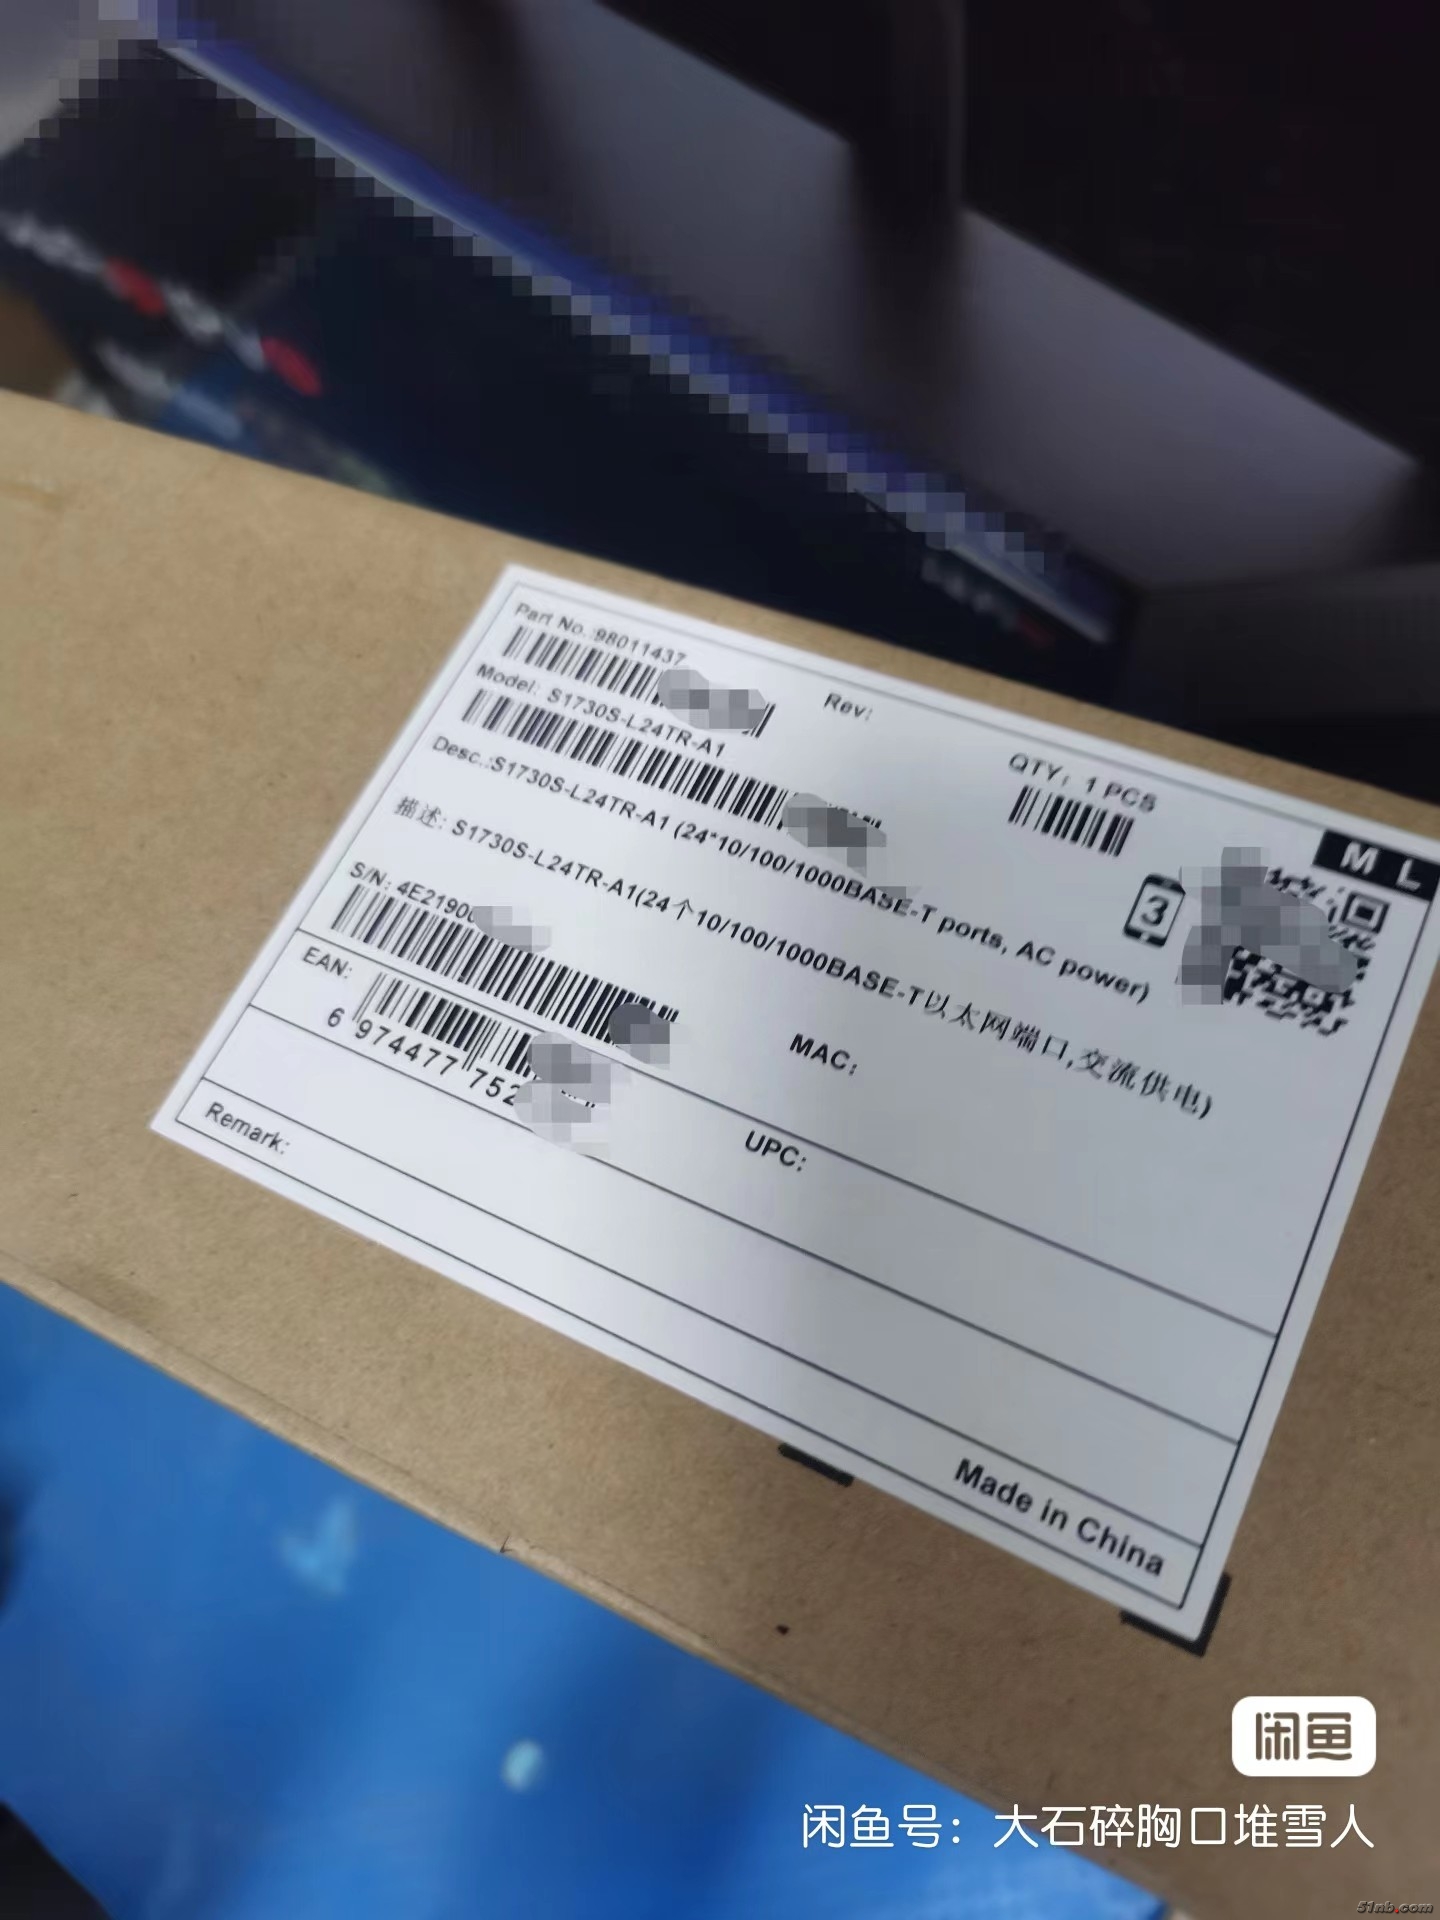 Part No.:98011437
Rev:
Model: S1730S-L24TR-A1
QTY: 1 PCS
M L
Desc.:S1730S-L24TR-A1 (24*10/100/1000BASE-T ports, AC power)
3
描述: S1730S-L24TR-A1(24个10/100/1000BASE-T以太网端口,交流供电)
S/N: 4E2190
MAC:
EAN:
6 974477 752
UPC:
Remark:
Made in China
闲鱼
闲鱼号：大石碎胸口堆雪人
51nb.com